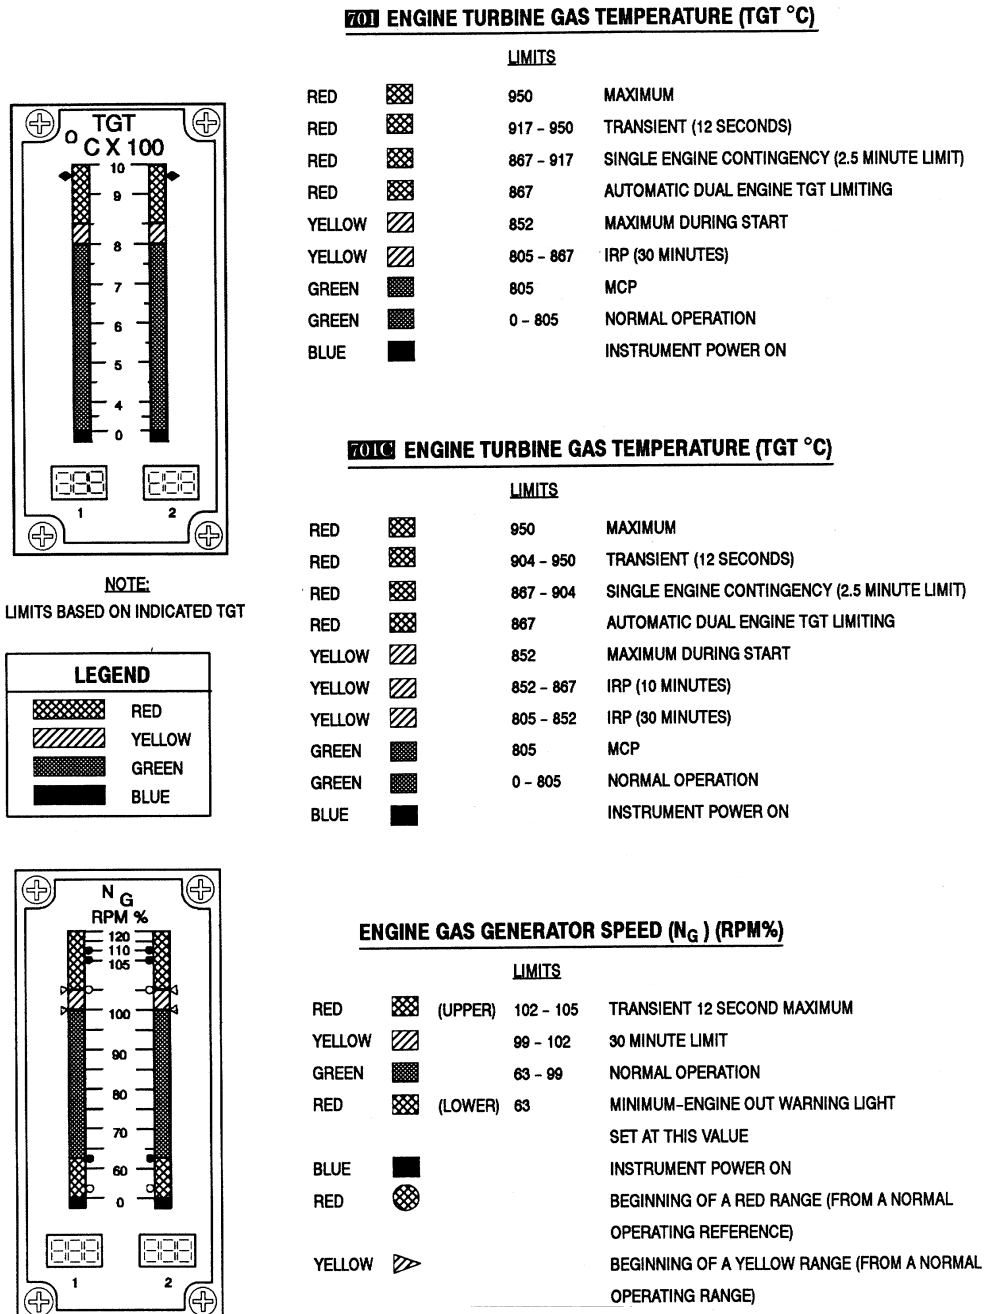 701 ENGINE TURBINE GAS TEMPERATURE (TGT °C)
LIMITS
RED 950 MAXIMUM
RED 917 – 950 TRANSIENT (12 SECONDS)
RED 867 – 917 SINGLE ENGINE CONTINGENCY (2.5 MINUTE LIMIT)
RED 867 AUTOMATIC DUAL ENGINE TGT LIMITING
YELLOW 852 MAXIMUM DURING START
YELLOW 805 – 867 IRP (30 MINUTES)
GREEN 805 MCP
GREEN 0 – 805 NORMAL OPERATION
BLUE INSTRUMENT POWER ON
TGT
°C X 100
10
9
8
7
6
5
4
0
1 2
NOTE:
LIMITS BASED ON INDICATED TGT
LEGEND
RED
YELLOW
GREEN
BLUE
701C ENGINE TURBINE GAS TEMPERATURE (TGT °C)
LIMITS
RED 950 MAXIMUM
RED 904 – 950 TRANSIENT (12 SECONDS)
RED 867 – 904 SINGLE ENGINE CONTINGENCY (2.5 MINUTE LIMIT)
RED 867 AUTOMATIC DUAL ENGINE TGT LIMITING
YELLOW 852 MAXIMUM DURING START
YELLOW 852 – 867 IRP (10 MINUTES)
YELLOW 805 – 852 IRP (30 MINUTES)
GREEN 805 MCP
GREEN 0 – 805 NORMAL OPERATION
BLUE INSTRUMENT POWER ON
NG
RPM %
120
110
105
100
90
80
70
60
0
1 2
ENGINE GAS GENERATOR SPEED (NG ) (RPM%)
LIMITS
RED (UPPER) 102 – 105 TRANSIENT 12 SECOND MAXIMUM
YELLOW 99 – 102 30 MINUTE LIMIT
GREEN 63 – 99 NORMAL OPERATION
RED (LOWER) 63 MINIMUM–ENGINE OUT WARNING LIGHT
SET AT THIS VALUE
BLUE INSTRUMENT POWER ON
RED BEGINNING OF A RED RANGE (FROM A NORMAL
OPERATING REFERENCE)
YELLOW BEGINNING OF A YELLOW RANGE (FROM A NORMAL
OPERATING RANGE)